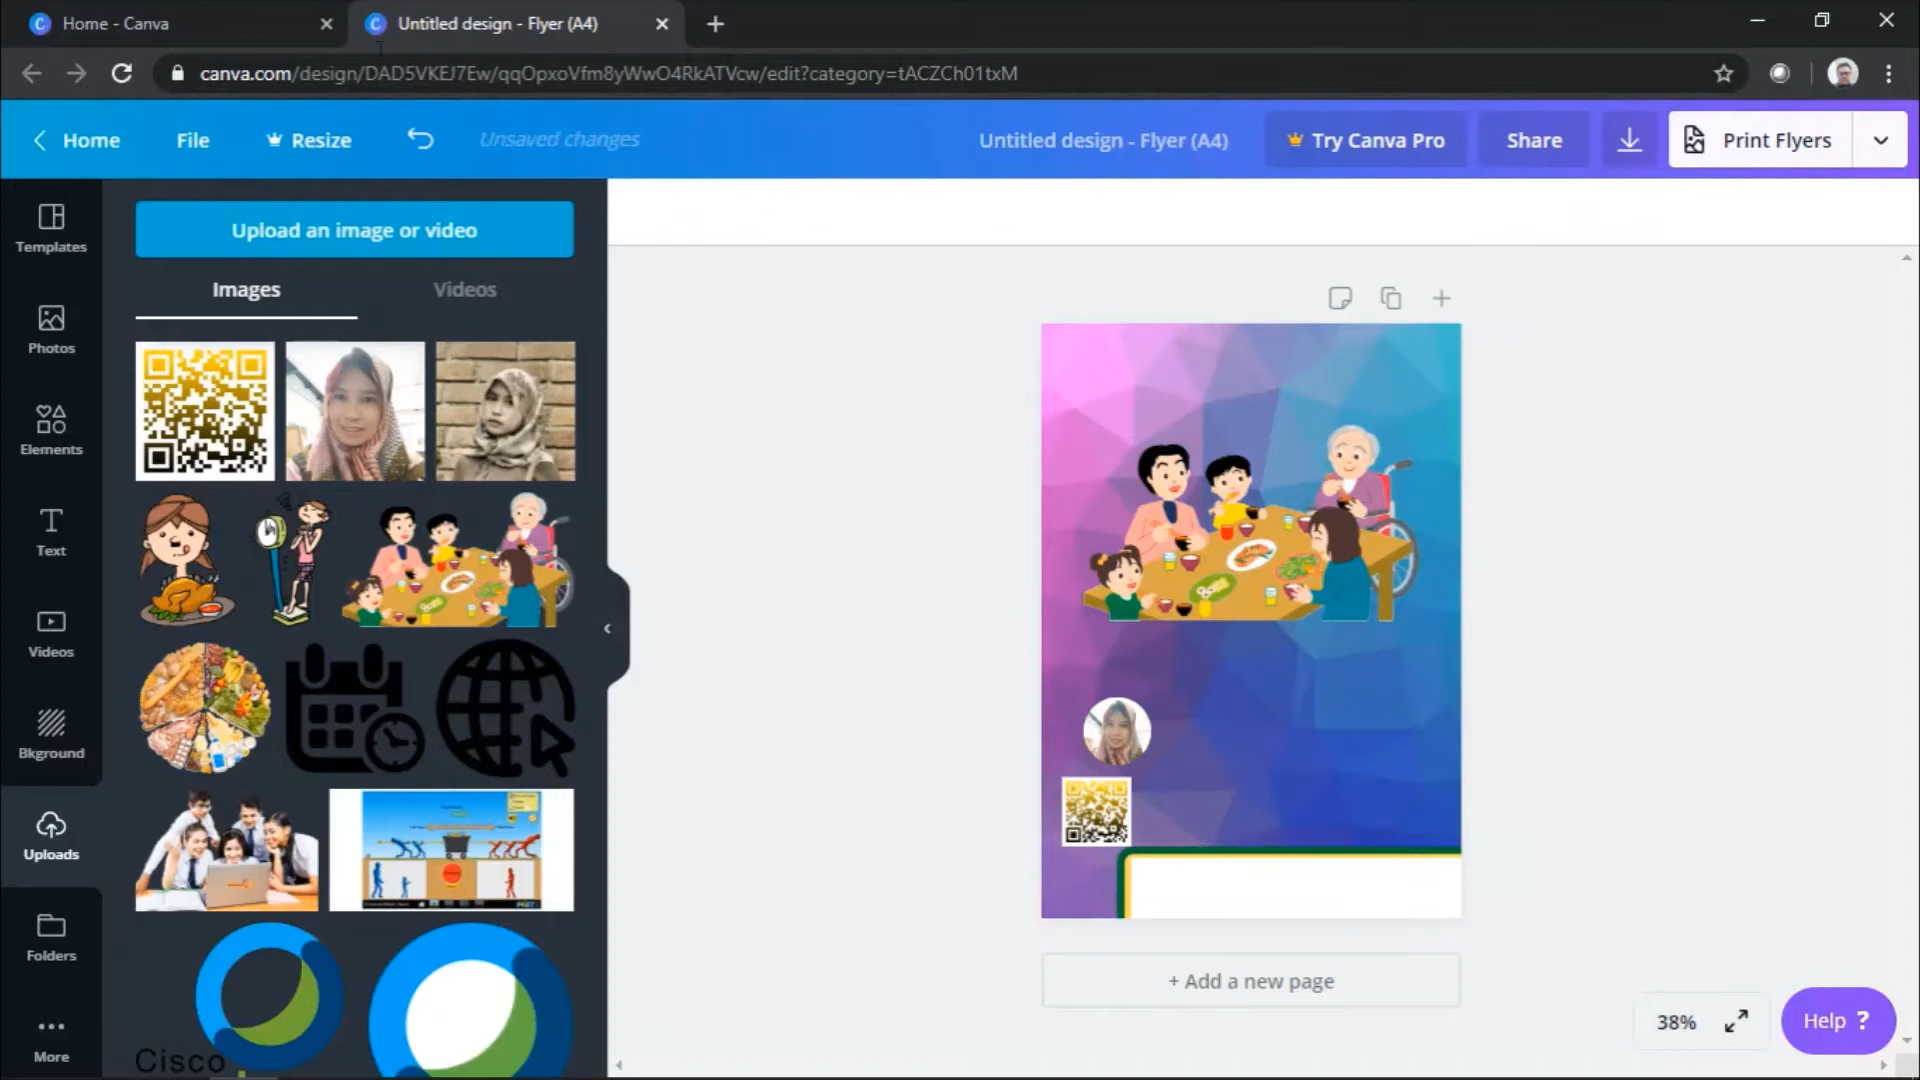 Home - Canva
Untitled design - Flyer (A4)
canva.com/design/DAD5VKEJ7Ew/qqOpxoVfm8yWwO4RkATVcw/edit?category=tACZCh01txM
Home
File
Resize
Unsaved changes
Untitled design - Flyer (A4)
Try Canva Pro
Share
Print Flyers
Templates
Photos
Elements
Text
Videos
Bkground
Uploads
Folders
More
Upload an image or video
Images
Videos
Cisco
+ Add a new page
38%
Help ?